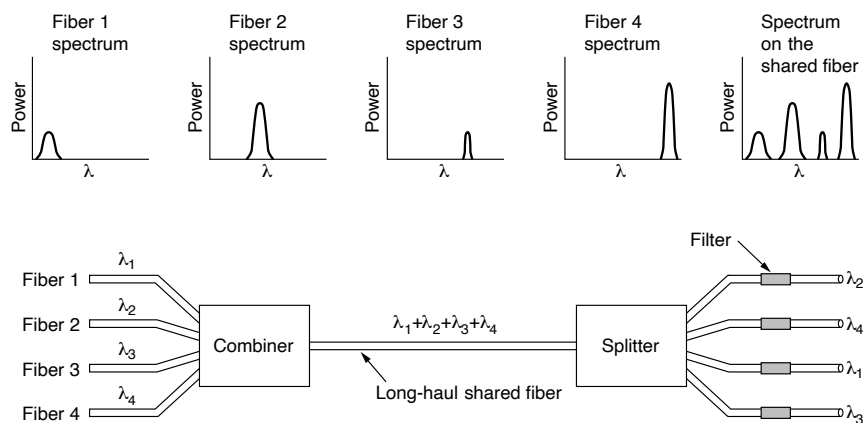 Fiber 1
spectrum
Power
λ
Fiber 2
spectrum
Power
λ
Fiber 3
spectrum
Power
λ
Fiber 4
spectrum
Power
λ
Spectrum
on the
shared fiber
Power
λ
Fiber 1
λ1
Fiber 2
λ2
Fiber 3
λ3
Fiber 4
λ4
Combiner
λ1+λ2+λ3+λ4
Long-haul shared fiber
Splitter
Filter
λ2
λ4
λ1
λ3